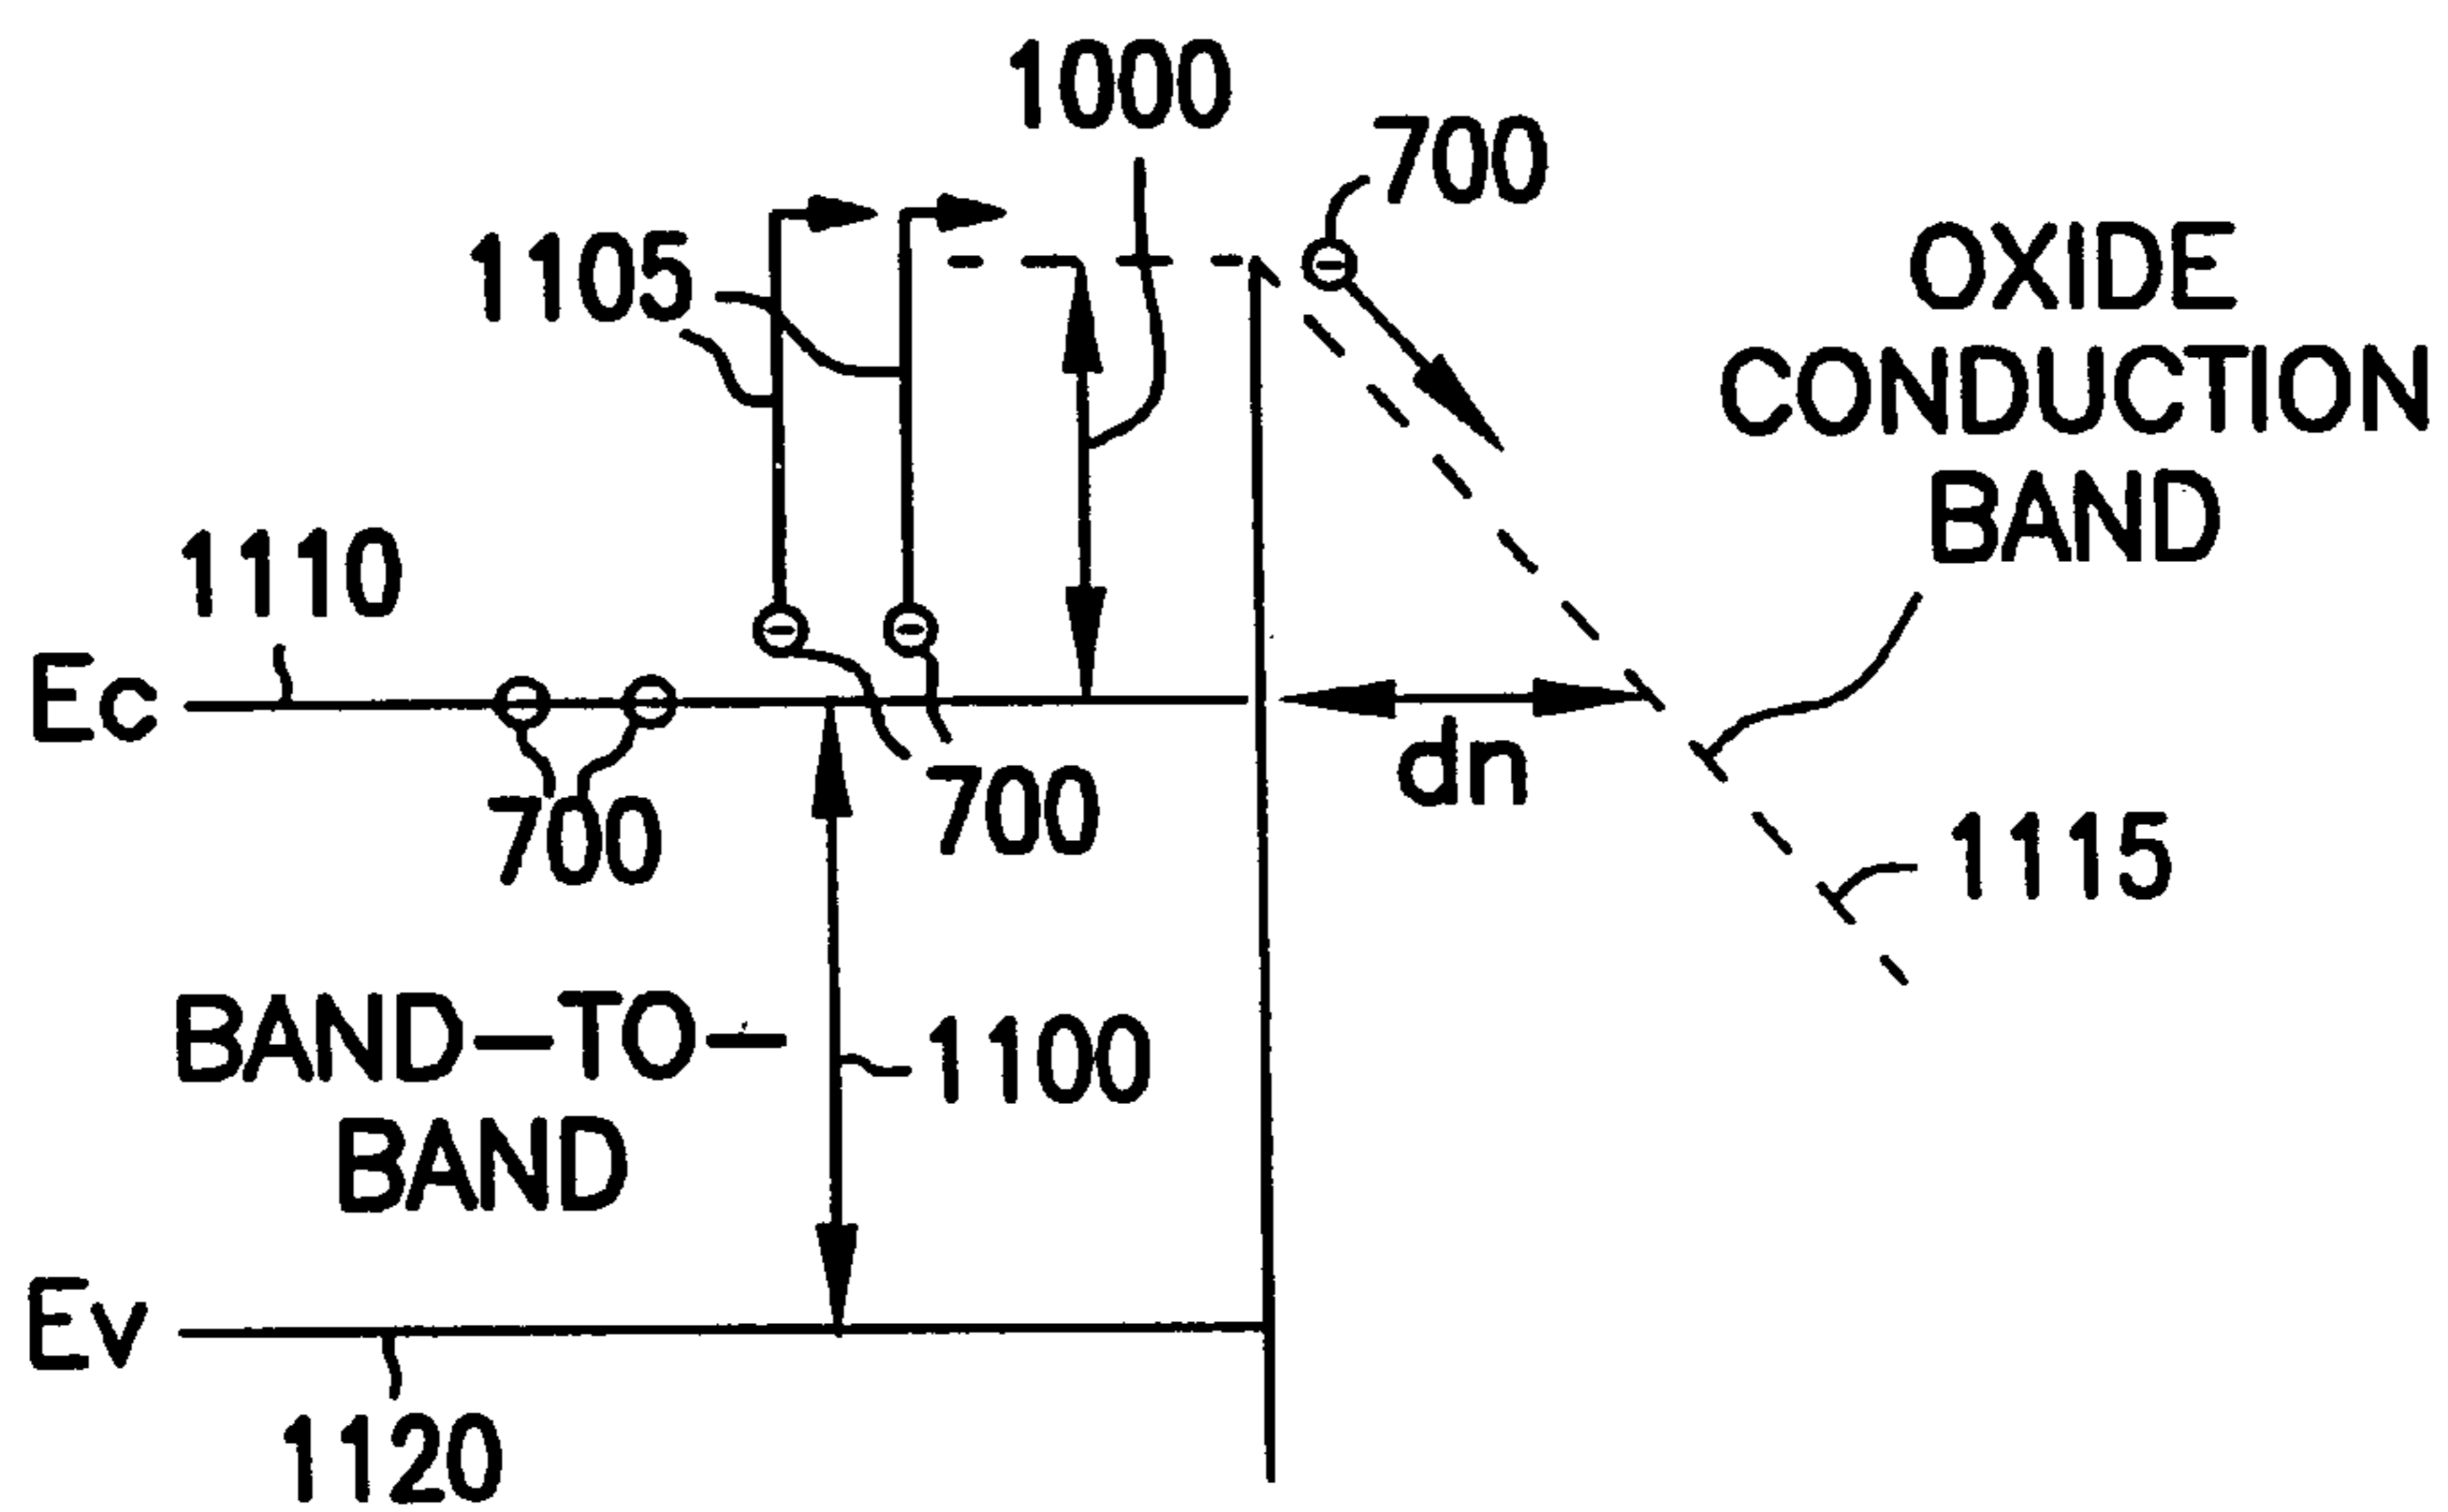 1000
700
1105
OXIDE
CONDUCTION
BAND
1110
Ec
dn
700
700
1115
BAND-TO-
BAND
1100
Ev
1120